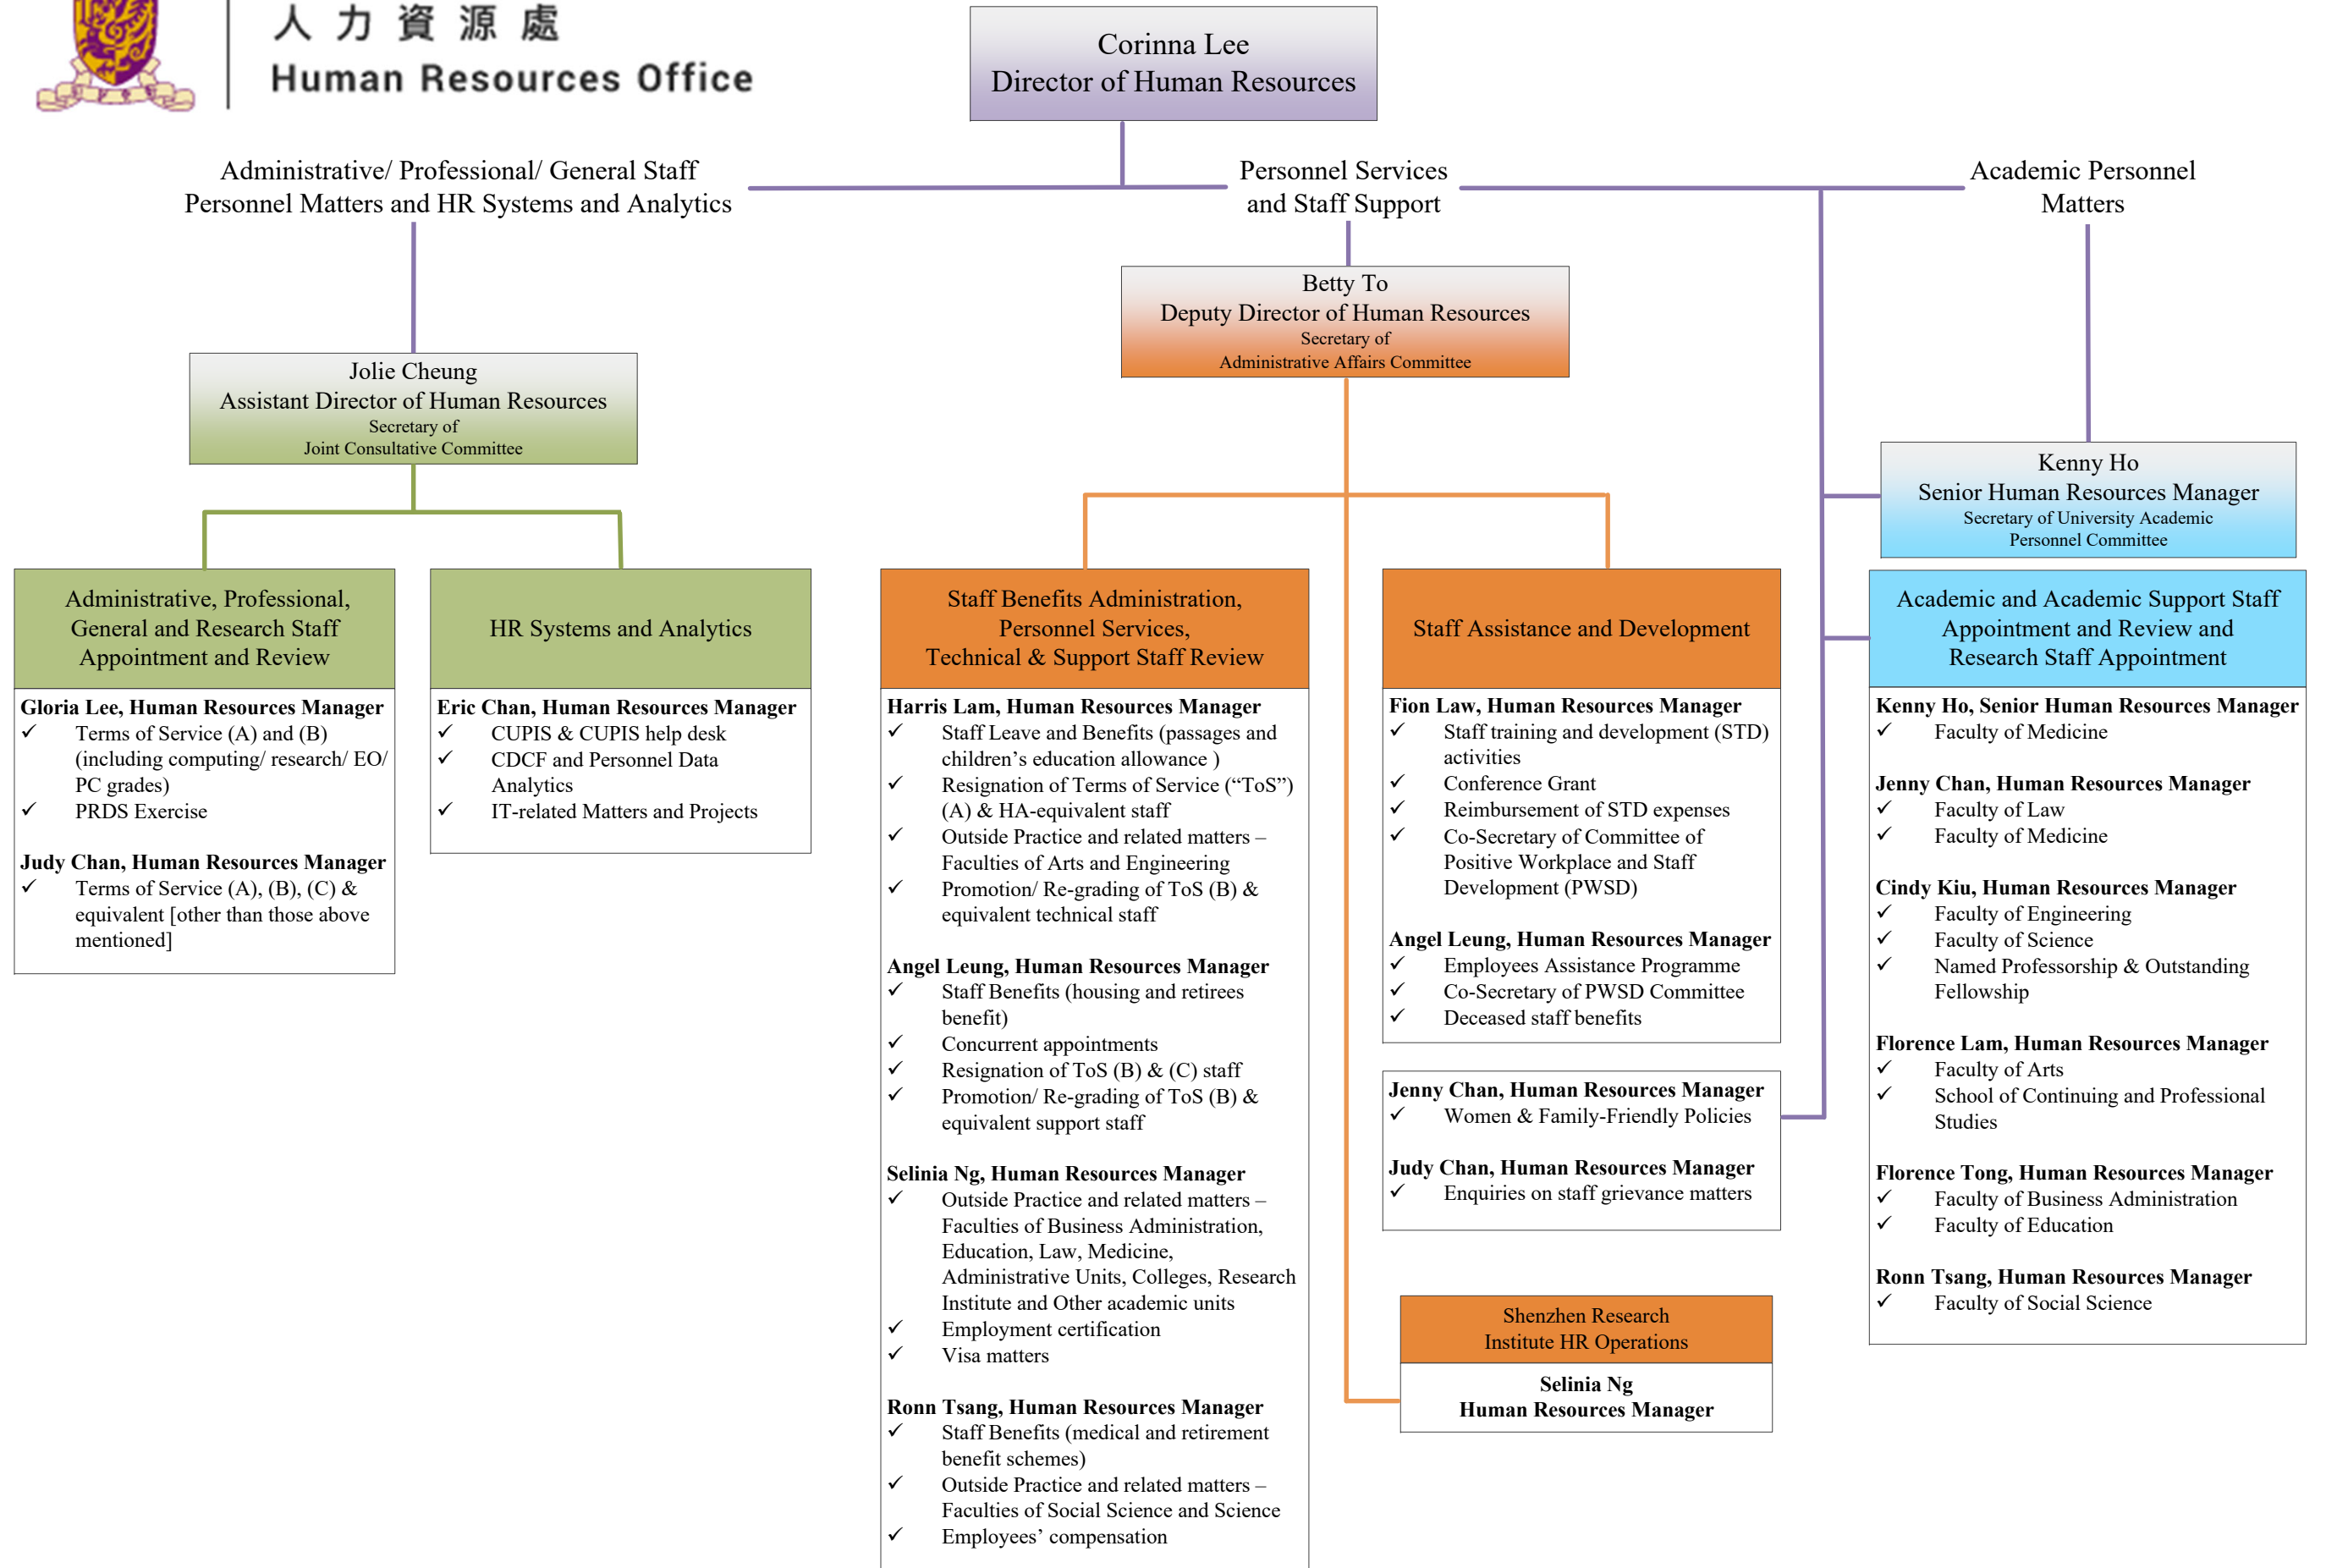 人力資源處
Human Resources Office
Corinna Lee
Director of Human Resources
Administrative/ Professional/ General Staff
Personnel Matters and HR Systems and Analytics
Personnel Services
and Staff Support
Academic Personnel
Matters
Betty To
Deputy Director of Human Resources
Secretary of
Administrative Affairs Committee
Jolie Cheung
Assistant Director of Human Resources
Secretary of
Joint Consultative Committee
Kenny Ho
Senior Human Resources Manager
Secretary of University Academic
Personnel Committee
Administrative, Professional,
General and Research Staff
Appointment and Review
Gloria Lee, Human Resources Manager
✓ Terms of Service (A) and (B)
(including computing/ research/ EO/
PC grades)
✓ PRDS Exercise
Judy Chan, Human Resources Manager
✓ Terms of Service (A), (B), (C) &
equivalent [other than those above
mentioned]
HR Systems and Analytics
Eric Chan, Human Resources Manager
✓ CUPIS & CUPIS help desk
✓ CDCF and Personnel Data
Analytics
✓ IT-related Matters and Projects
Staff Benefits Administration,
Personnel Services,
Technical & Support Staff Review
Harris Lam, Human Resources Manager
✓ Staff Leave and Benefits (passages and
children’s education allowance )
✓ Resignation of Terms of Service (“ToS”)
(A) & HA-equivalent staff
✓ Outside Practice and related matters –
Faculties of Arts and Engineering
✓ Promotion/ Re-grading of ToS (B) &
equivalent technical staff
Angel Leung, Human Resources Manager
✓ Staff Benefits (housing and retirees
benefit)
✓ Concurrent appointments
✓ Resignation of ToS (B) & (C) staff
✓ Promotion/ Re-grading of ToS (B) &
equivalent support staff
Selinia Ng, Human Resources Manager
✓ Outside Practice and related matters –
Faculties of Business Administration,
Education, Law, Medicine,
Administrative Units, Colleges, Research
Institute and Other academic units
✓ Employment certification
✓ Visa matters
Ronn Tsang, Human Resources Manager
✓ Staff Benefits (medical and retirement
benefit schemes)
✓ Outside Practice and related matters –
Faculties of Social Science and Science
✓ Employees’ compensation
Staff Assistance and Development
Fion Law, Human Resources Manager
✓ Staff training and development (STD)
activities
✓ Conference Grant
✓ Reimbursement of STD expenses
✓ Co-Secretary of Committee of
Positive Workplace and Staff
Development (PWSD)
Angel Leung, Human Resources Manager
✓ Employees Assistance Programme
✓ Co-Secretary of PWSD Committee
✓ Deceased staff benefits
Jenny Chan, Human Resources Manager
✓ Women & Family-Friendly Policies
Judy Chan, Human Resources Manager
✓ Enquiries on staff grievance matters
Shenzhen Research
Institute HR Operations
Selinia Ng
Human Resources Manager
Academic and Academic Support Staff
Appointment and Review and
Research Staff Appointment
Kenny Ho, Senior Human Resources Manager
✓ Faculty of Medicine
Jenny Chan, Human Resources Manager
✓ Faculty of Law
✓ Faculty of Medicine
Cindy Kiu, Human Resources Manager
✓ Faculty of Engineering
✓ Faculty of Science
✓ Named Professorship & Outstanding
Fellowship
Florence Lam, Human Resources Manager
✓ Faculty of Arts
✓ School of Continuing and Professional
Studies
Florence Tong, Human Resources Manager
✓ Faculty of Business Administration
✓ Faculty of Education
Ronn Tsang, Human Resources Manager
✓ Faculty of Social Science